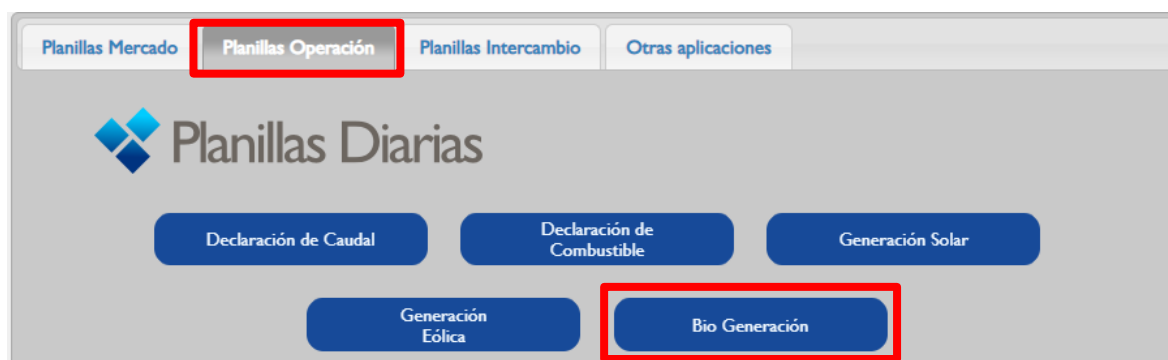 Planillas Mercado
Planillas Operación
Planillas Intercambio
Otras aplicaciones
Planillas Diarias
Declaración de Caudal
Declaración de
Combustible
Generación Solar
Generación
Eólica
Bio Generación